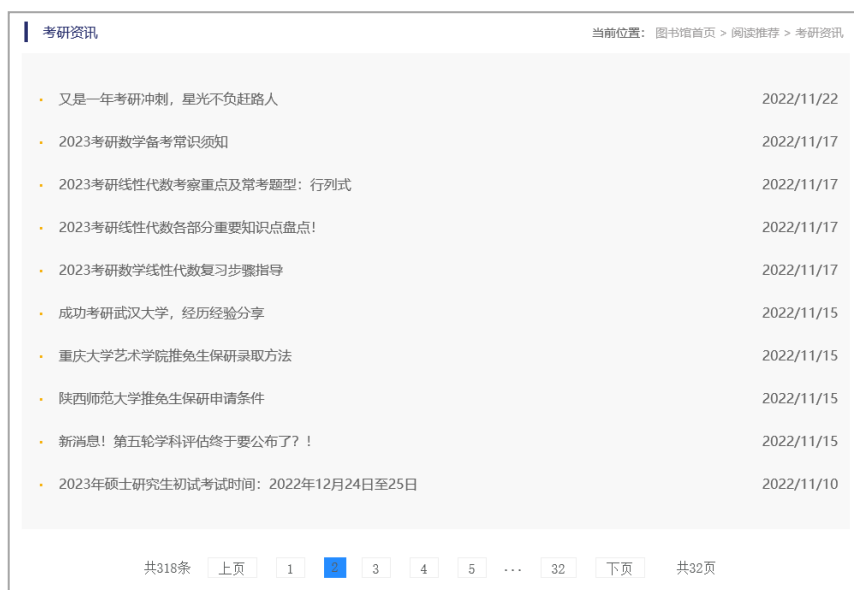 考研资讯 当前位置： 图书馆首页 > 阅读推荐 > 考研资讯
又是一年考研冲刺，星光不负赶路人 2022/11/22
2023考研数学备考常识须知 2022/11/17
2023考研线性代数考察重点及常考题型：行列式 2022/11/17
2023考研线性代数各部分重要知识点盘点！ 2022/11/17
2023考研数学线性代数复习步骤指导 2022/11/17
成功考研武汉大学，经历经验分享 2022/11/15
重庆大学艺术学院推免生保研录取方法 2022/11/15
陕西师范大学推免生保研申请条件 2022/11/15
新消息！第五轮学科评估终于要公布了？！ 2022/11/15
2023年硕士研究生初试考试时间：2022年12月24日至25日 2022/11/10
共318条 上页 1 2 3 4 5 ... 32 下页 共32页